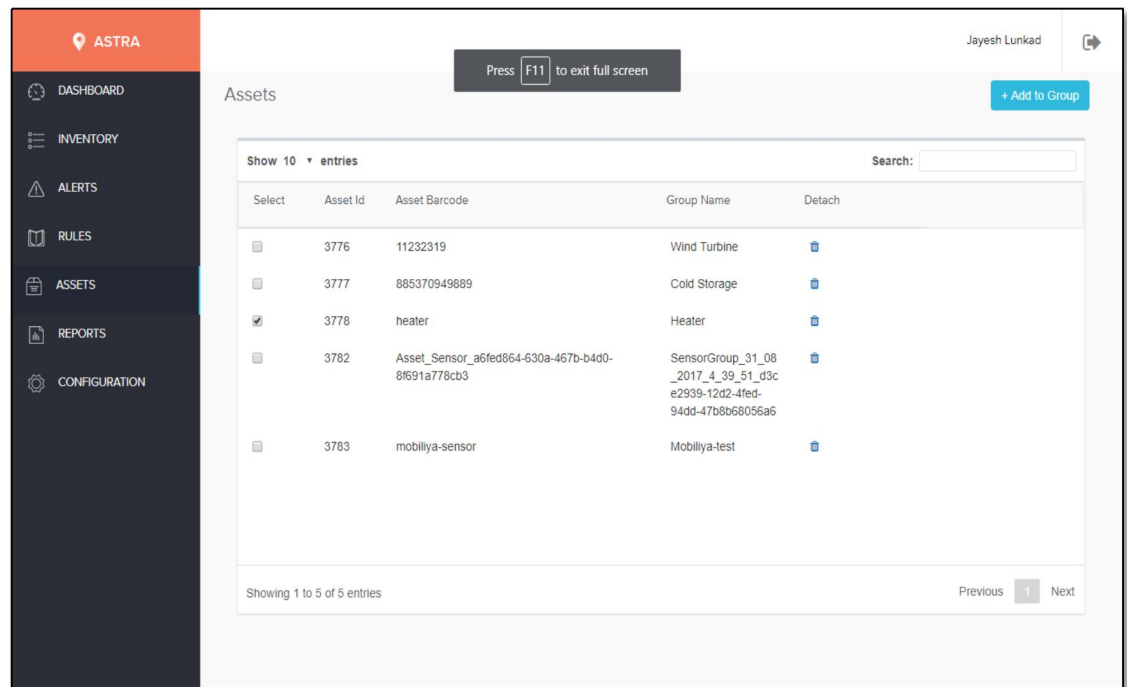 ASTRA
Jayesh Lunkad
Press F11 to exit full screen
DASHBOARD
INVENTORY
ALERTS
RULES
ASSETS
REPORTS
CONFIGURATION
Assets
+ Add to Group
Show 10 entries Search:
Select Asset Id Asset Barcode Group Name Detach
3776 11232319 Wind Turbine
3777 885370949889 Cold Storage
3778 heater Heater
3782 Asset_Sensor_a6fed864-630a-467b-b4d0- SensorGroup_31_08
8f691a778cb3 _2017_4_39_51_d3c
e2939-12d2-4fed-
94dd-47b8b68056a6
3783 mobiliya-sensor Mobiliya-test
Showing 1 to 5 of 5 entries Previous 1 Next